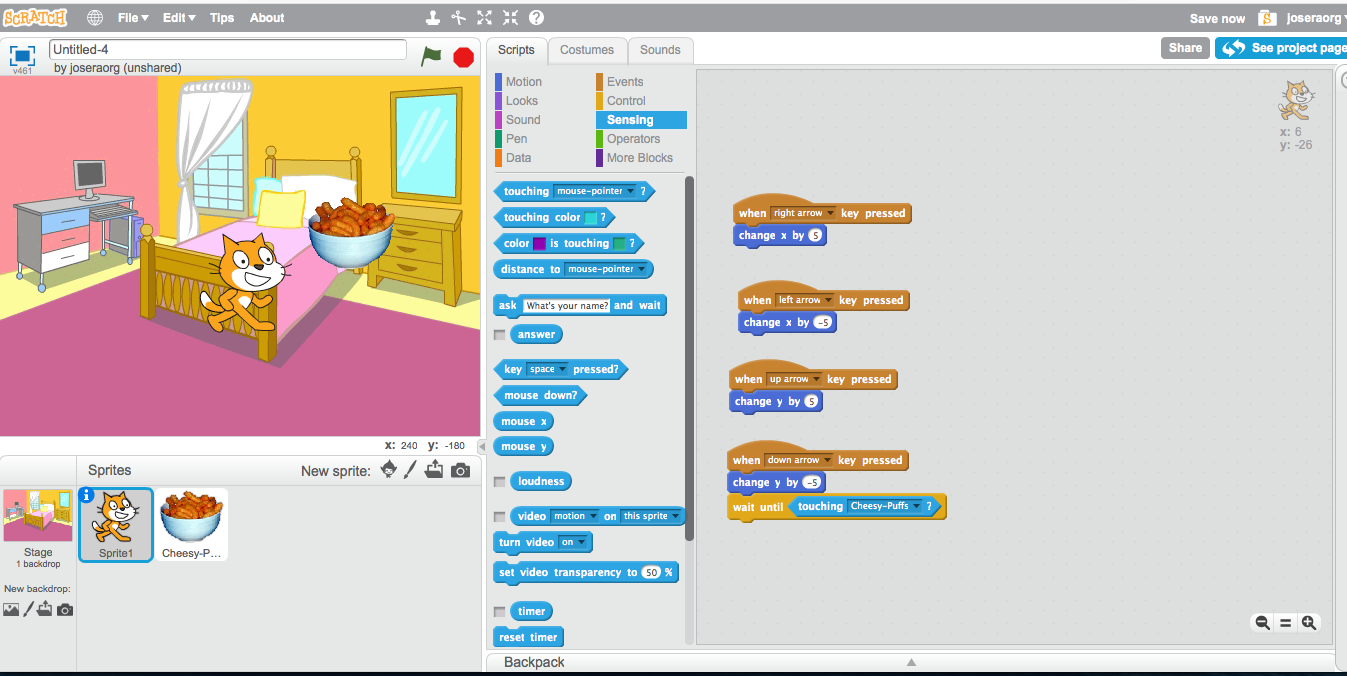 SCRATCH File Edit Tips About Save now S joseraorg
v461 Untitled-4
by joseraorg (unshared)
Scripts Costumes Sounds Share See project page
Motion Events
Looks Control
Sound Sensing
Pen Operators
Data More Blocks
touching mouse-pointer ?
touching color ?
color is touching ?
distance to mouse-pointer
ask What's your name? and wait
answer
key space pressed?
mouse down?
mouse x
mouse y
loudness
video motion on this sprite
turn video on
set video transparency to 50 %
timer
reset timer
x: 6
y: -26
when right arrow key pressed
change x by 5
when left arrow key pressed
change x by -5
when up arrow key pressed
change y by 5
when down arrow key pressed
change y by -5
wait until touching Cheesy-Puffs ?
x: 240 y: -180
Sprites New sprite:
Stage
1 backdrop
New backdrop:
Sprite1
Cheesy-P...
Backpack